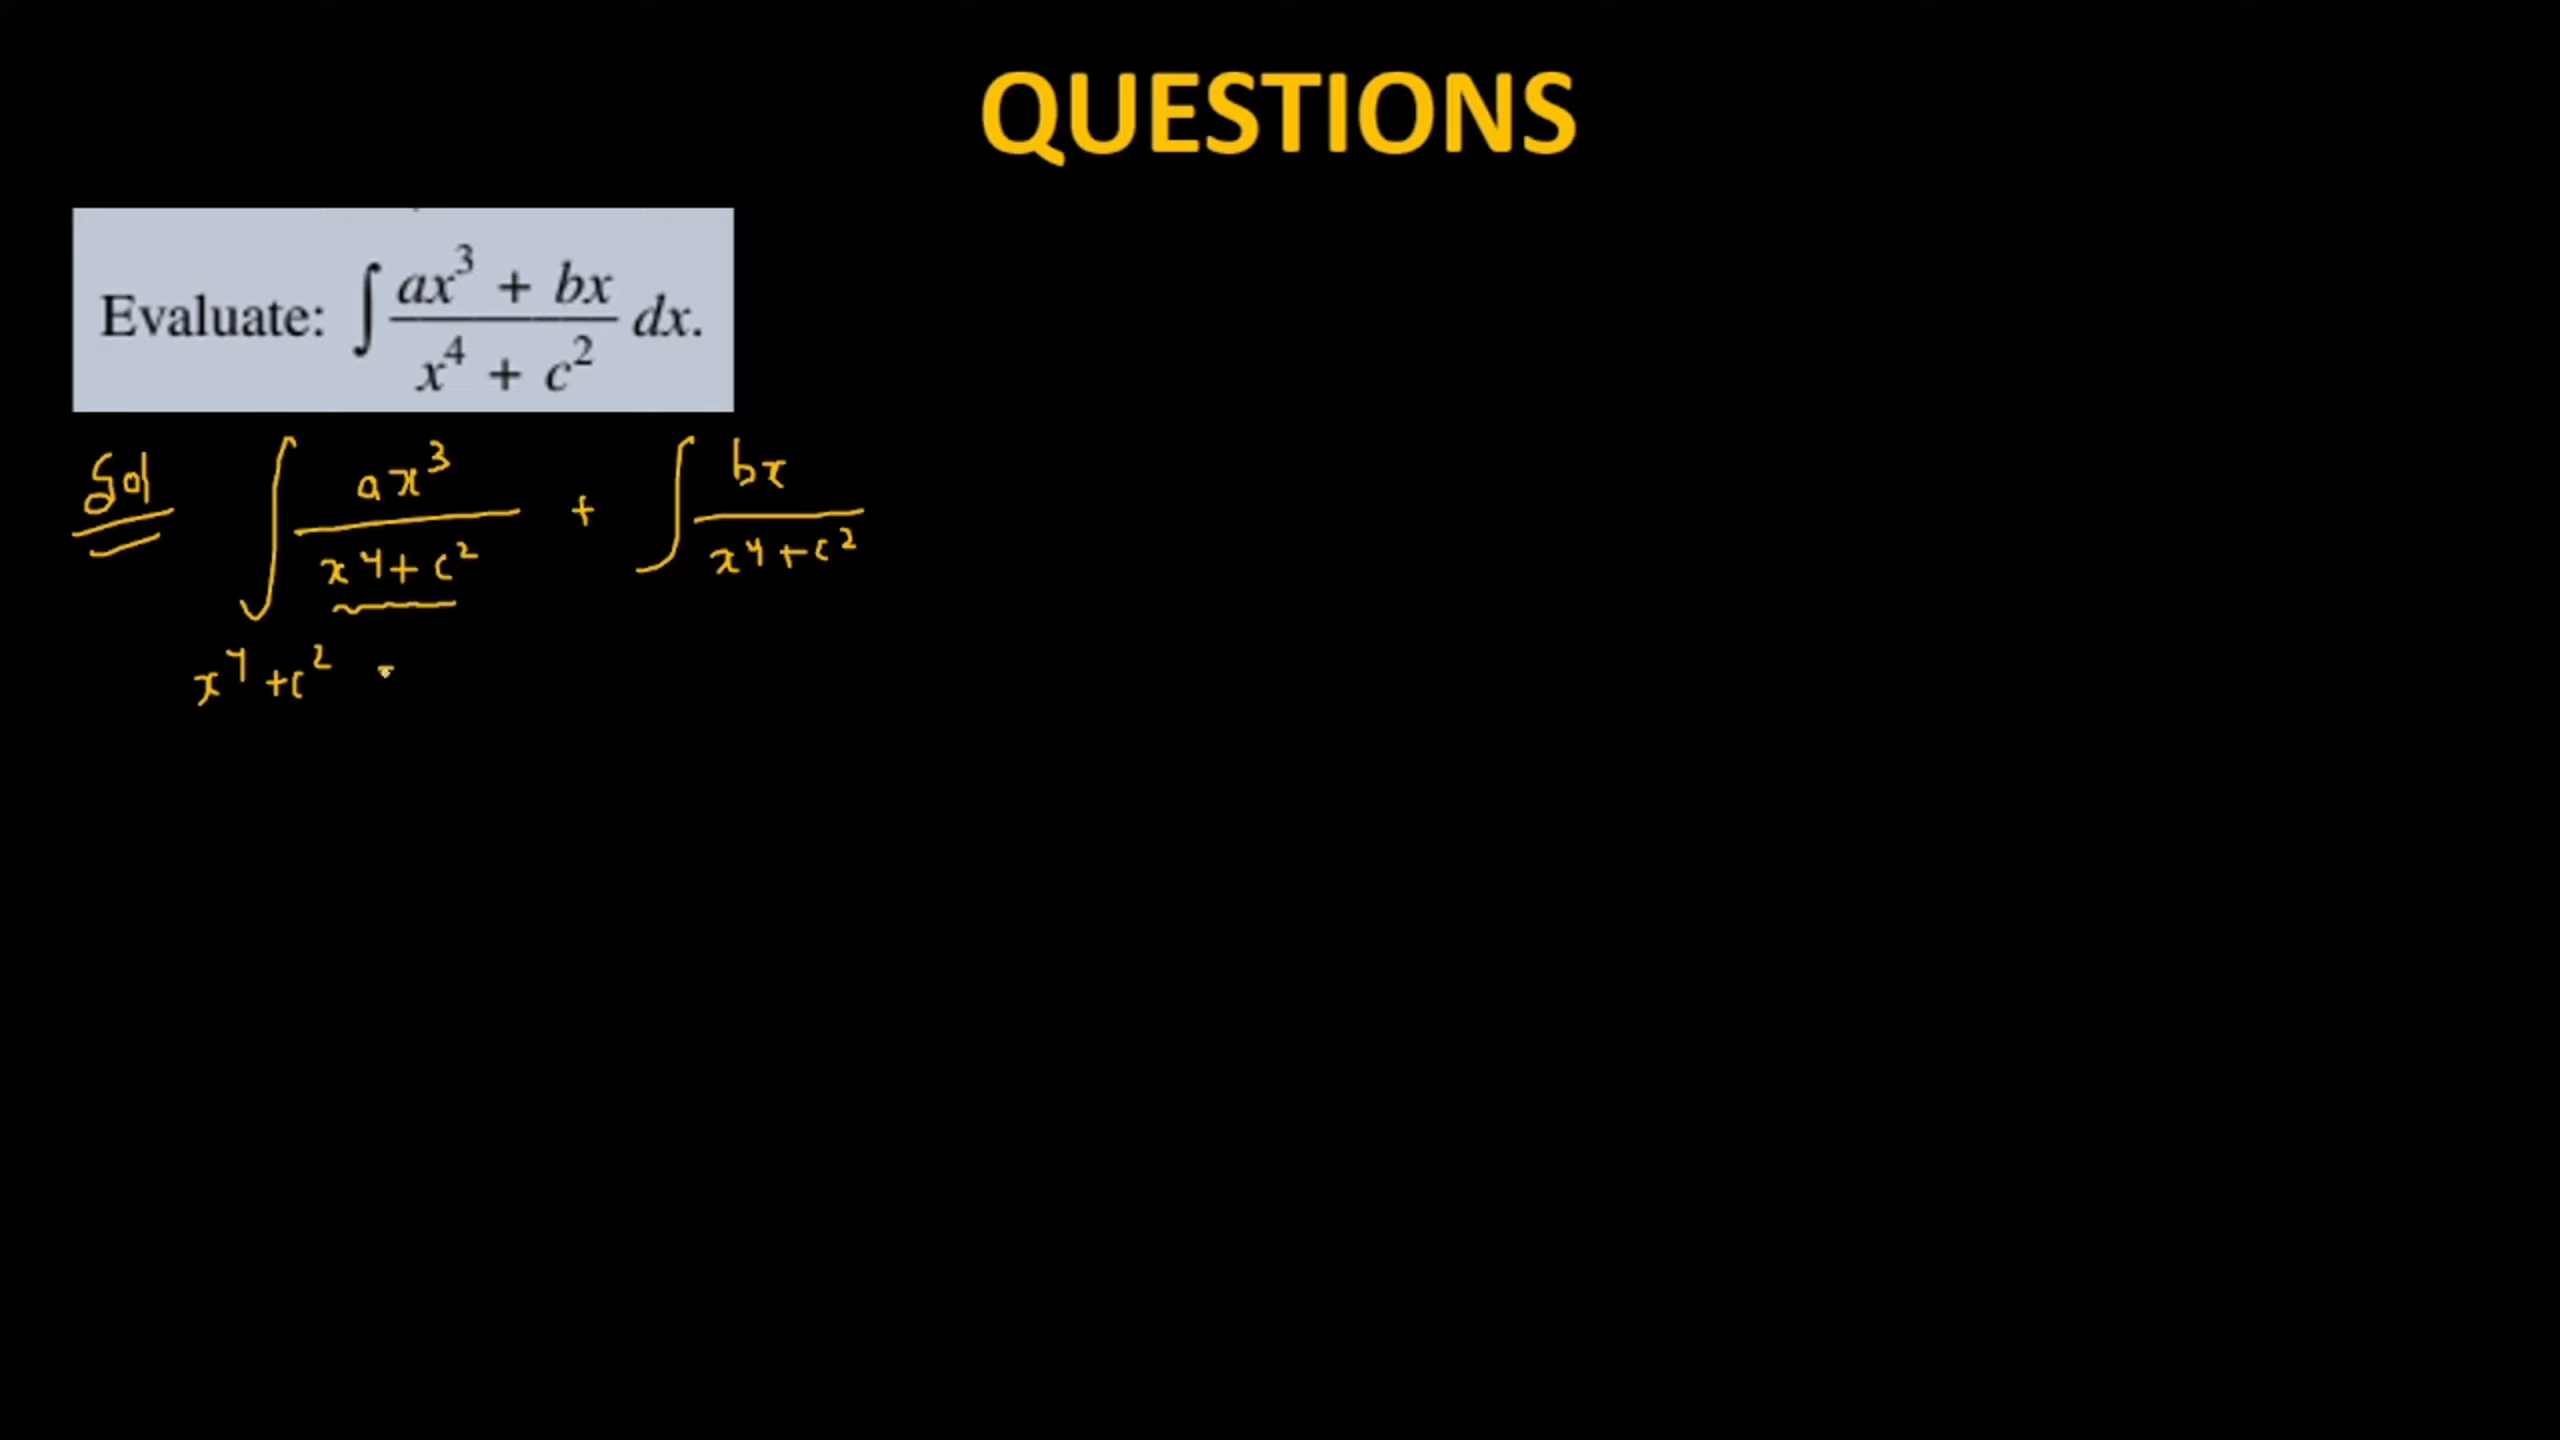 QUESTIONS
Evaluate: ∫ (ax³ + bx)/(x⁴ + c²) dx.
Sol ∫ ax³/(x⁴+c²) + ∫ bx/(x⁴+c²)
x⁴+c²